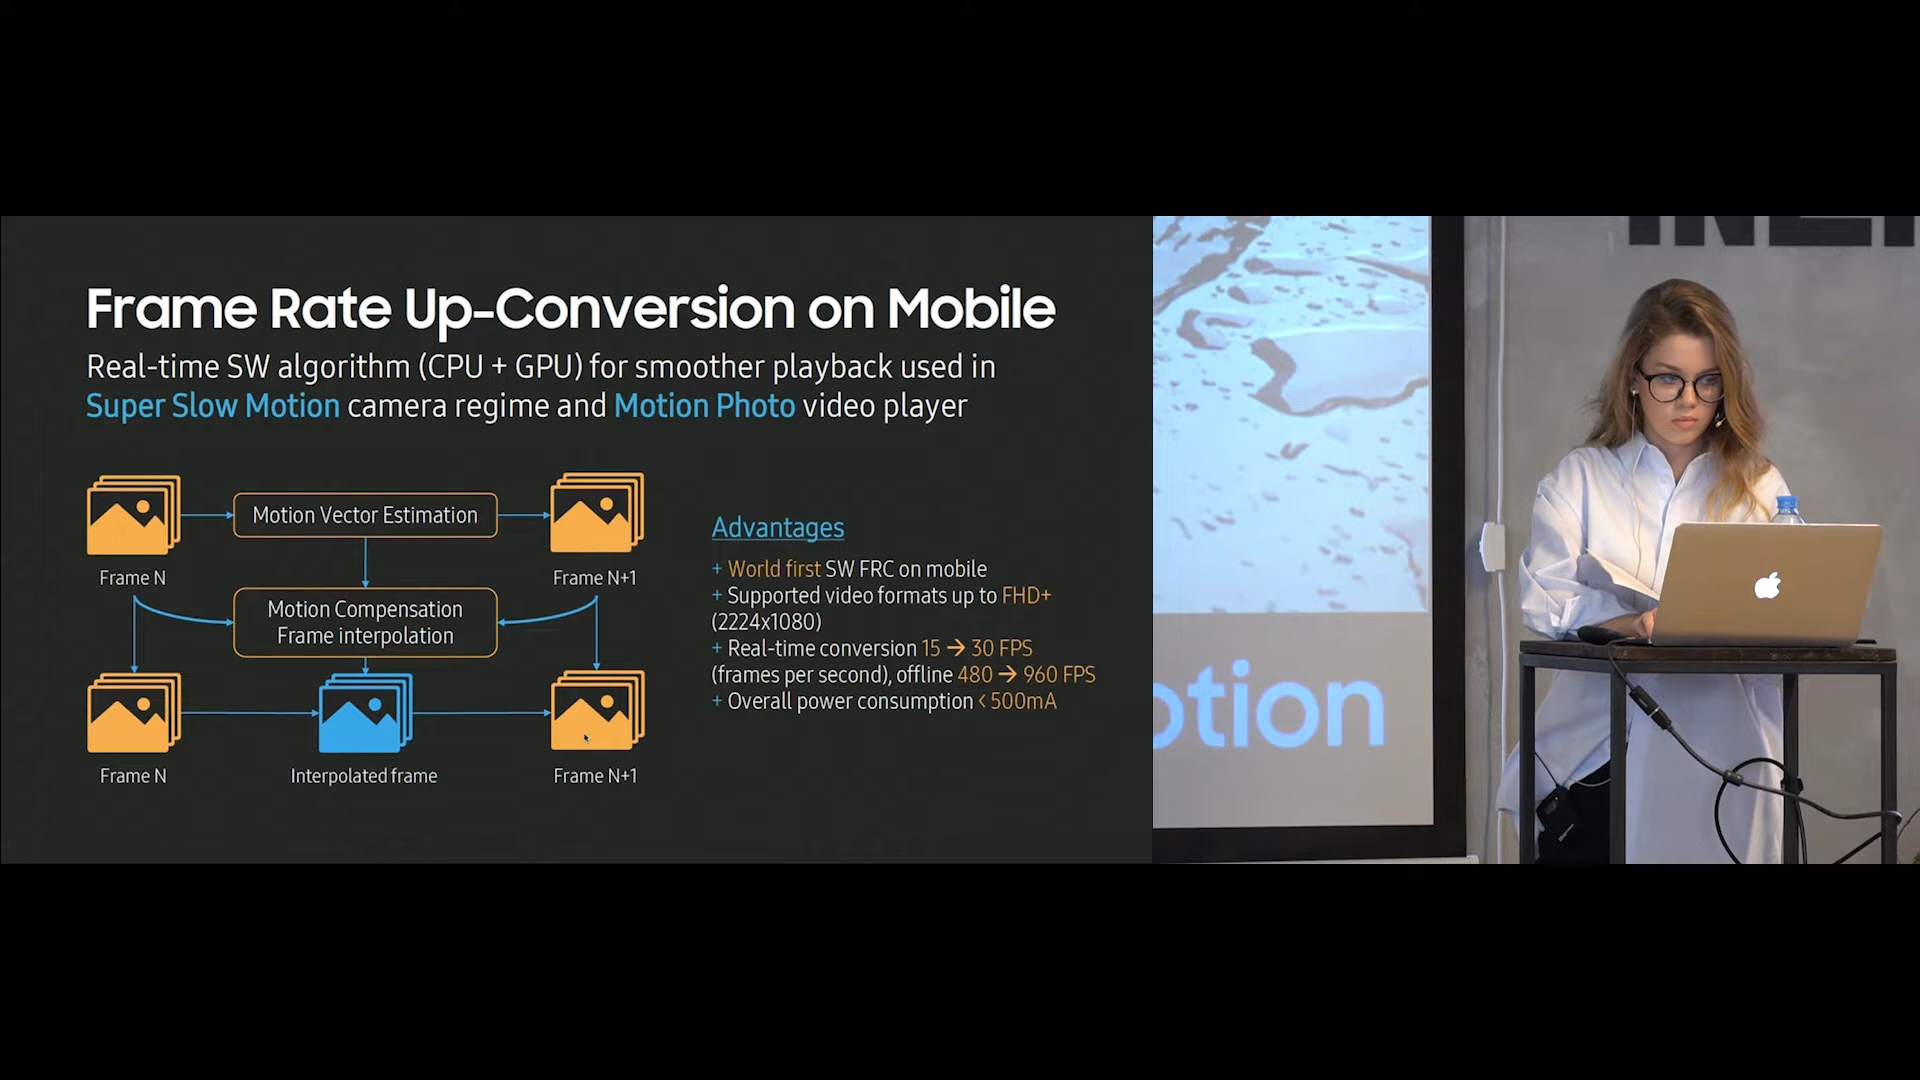 Frame Rate Up-Conversion on Mobile
Real-time SW algorithm (CPU + GPU) for smoother playback used in
Super Slow Motion camera regime and Motion Photo video player
Motion Vector Estimation
Frame N
Frame N+1
Motion Compensation
Frame interpolation
Frame N
Interpolated frame
Frame N+1
Advantages
+ World first SW FRC on mobile
+ Supported video formats up to FHD+
(2224x1080)
+ Real-time conversion 15 → 30 FPS
(frames per second), offline 480 → 960 FPS
+ Overall power consumption < 500mA
otion